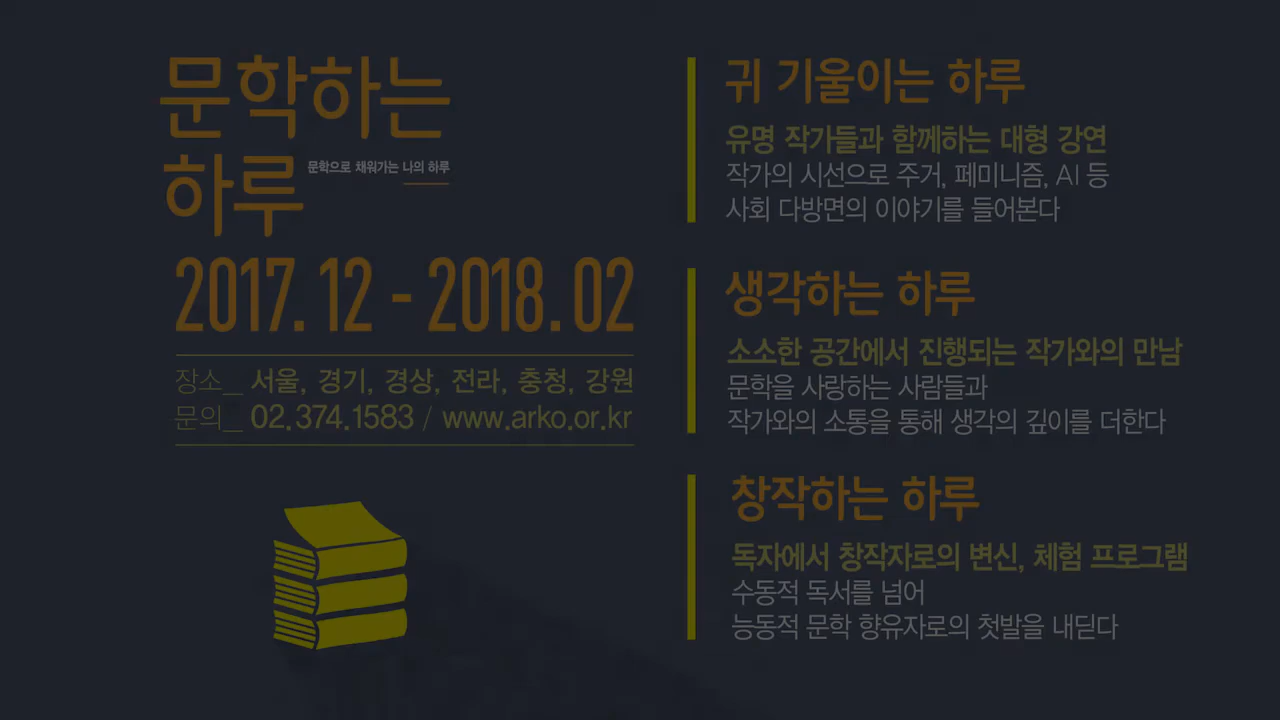 문학하는
하루
문학으로 채워가는 나의 하루
2017.12 - 2018.02
장소_ 서울, 경기, 경상, 전라, 충청, 강원
문의_ 02.374.1583 / www.arko.or.kr
귀 기울이는 하루
유명 작가들과 함께하는 대형 강연
작가의 시선으로 주거, 페미니즘, AI 등
사회 다방면의 이야기를 들어본다
생각하는 하루
소소한 공간에서 진행되는 작가와의 만남
문학을 사랑하는 사람들과
작가와의 소통을 통해 생각의 깊이를 더한다
창작하는 하루
독자에서 창작자로의 변신, 체험 프로그램
수동적 독서를 넘어
능동적 문학 향유자로의 첫발을 내딛다